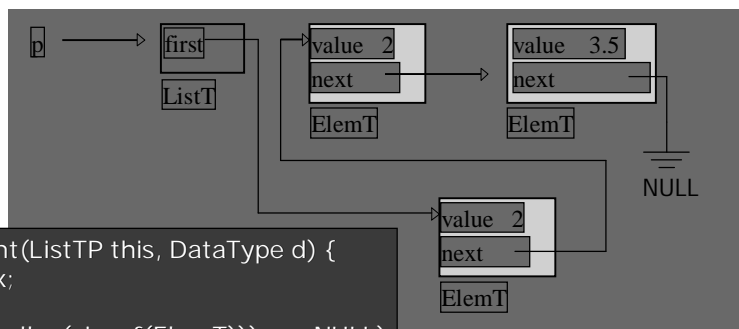 p
first
ListT
value 2
next
ElemT
value 3.5
next
ElemT
NULL
value 2
next
ElemT
nt(ListTP this, DataType d) {
x;
NULL)